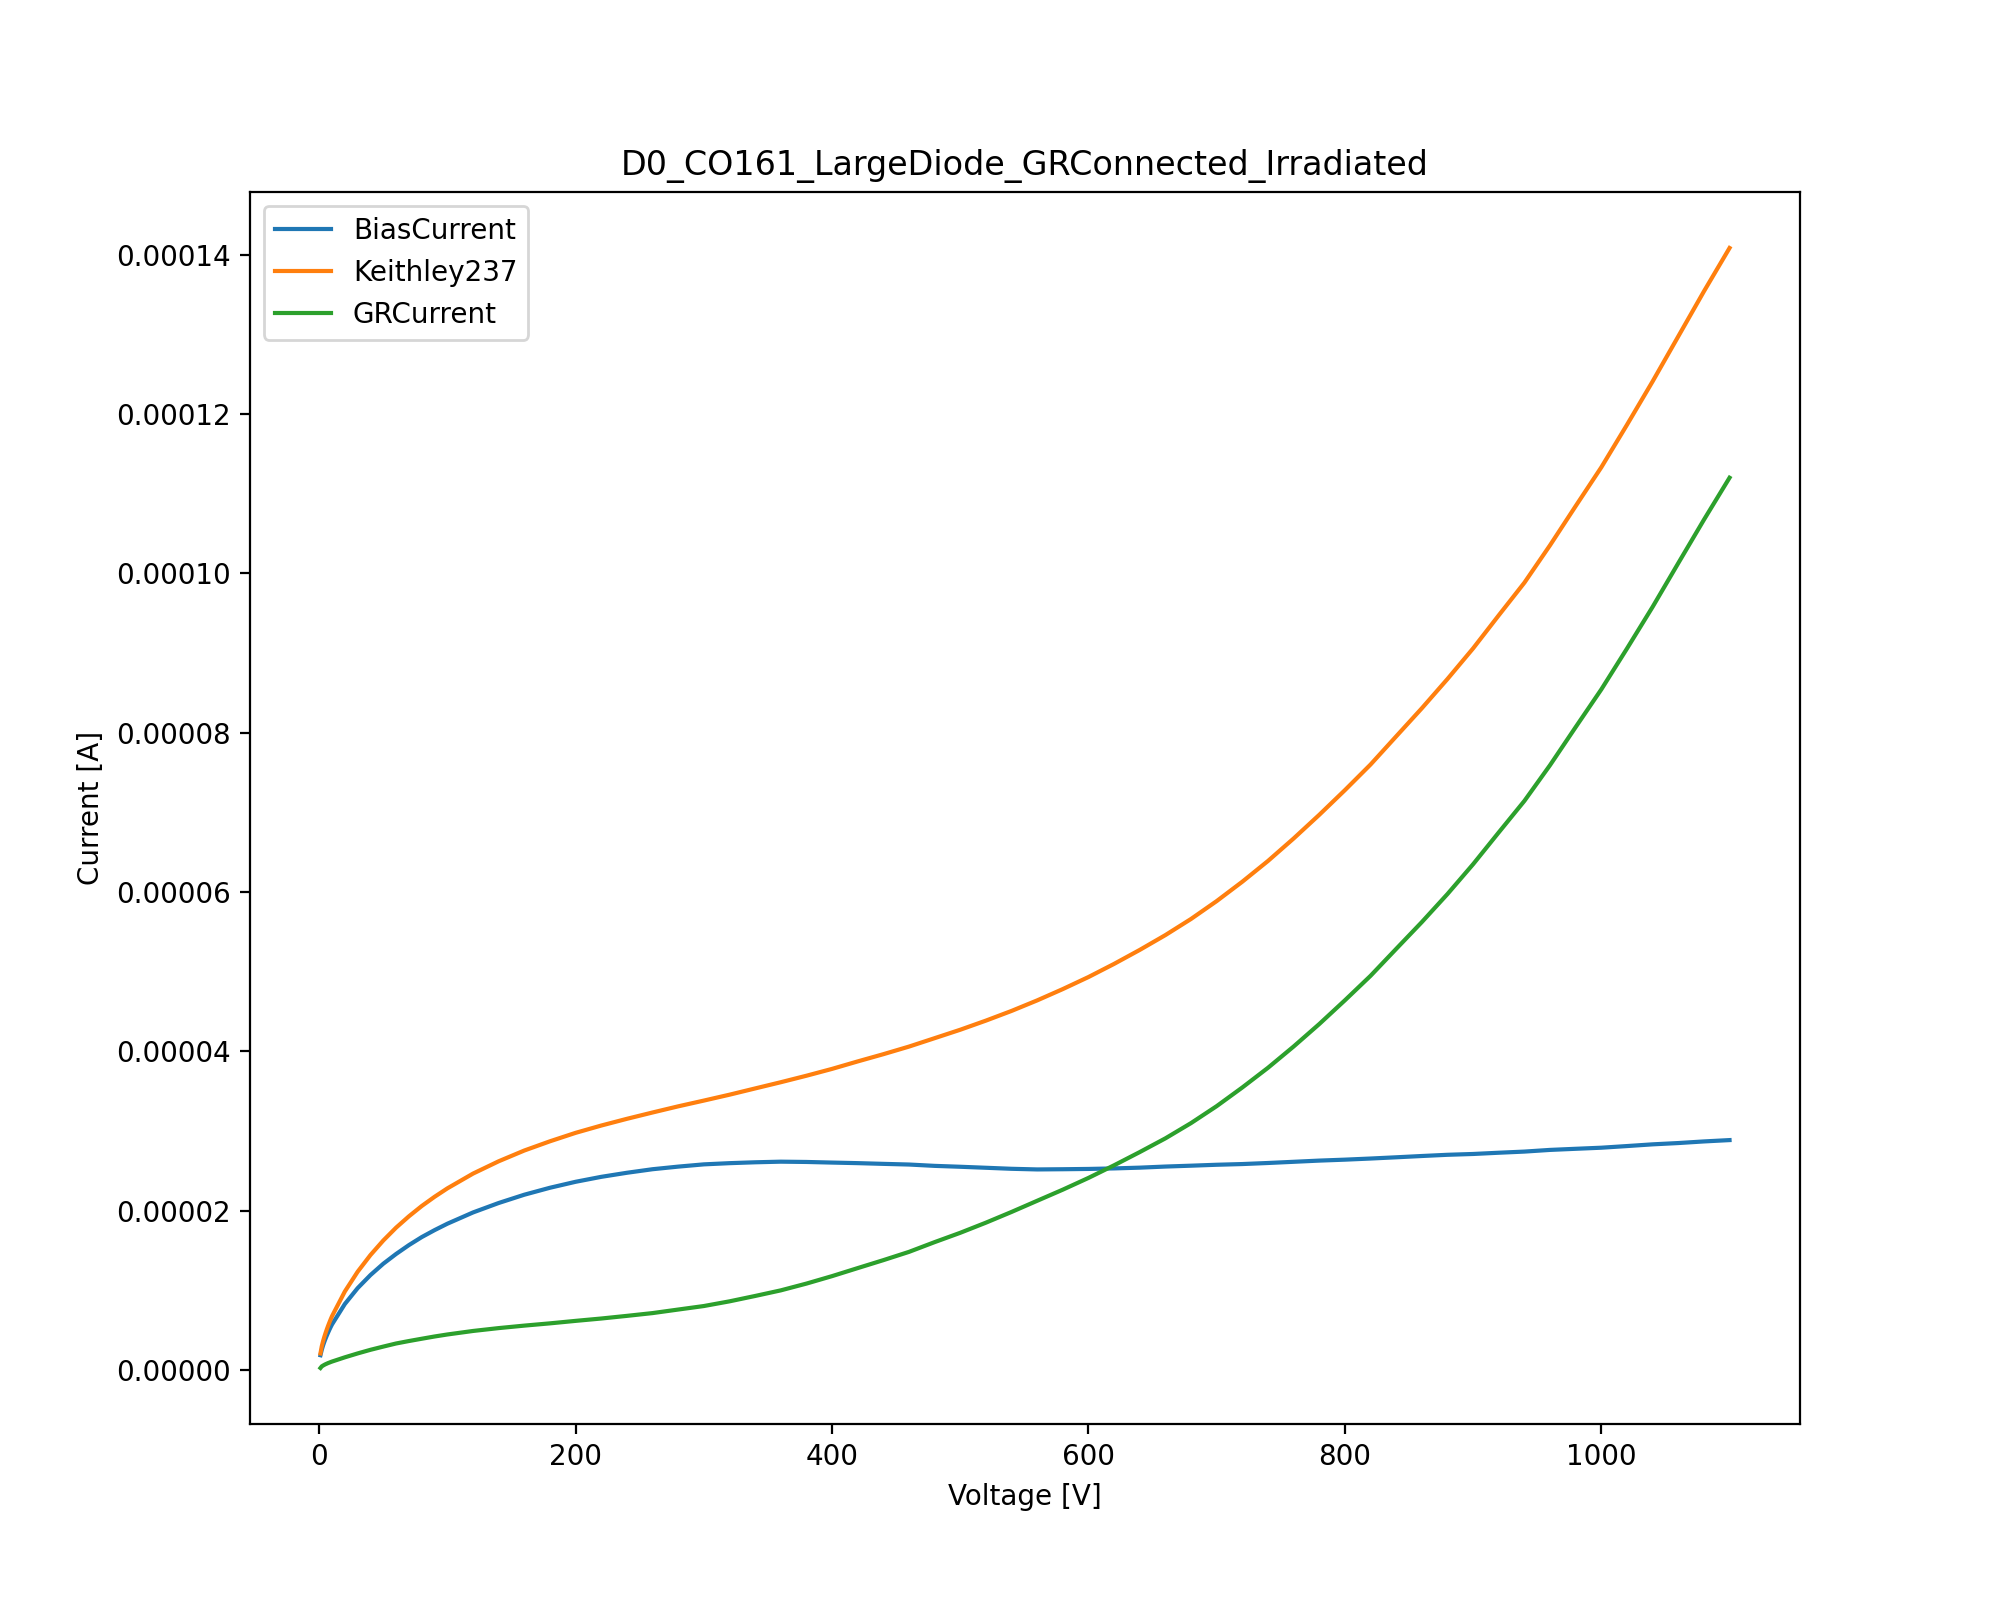 D0_CO161_LargeDiode_GRConnected_Irradiated
BiasCurrent
Keithley237
GRCurrent
0.00014
0.00012
0.00010
0.00008
0.00006
0.00004
0.00002
0.00000
Current [A]
0 200 400 600 800 1000
Voltage [V]